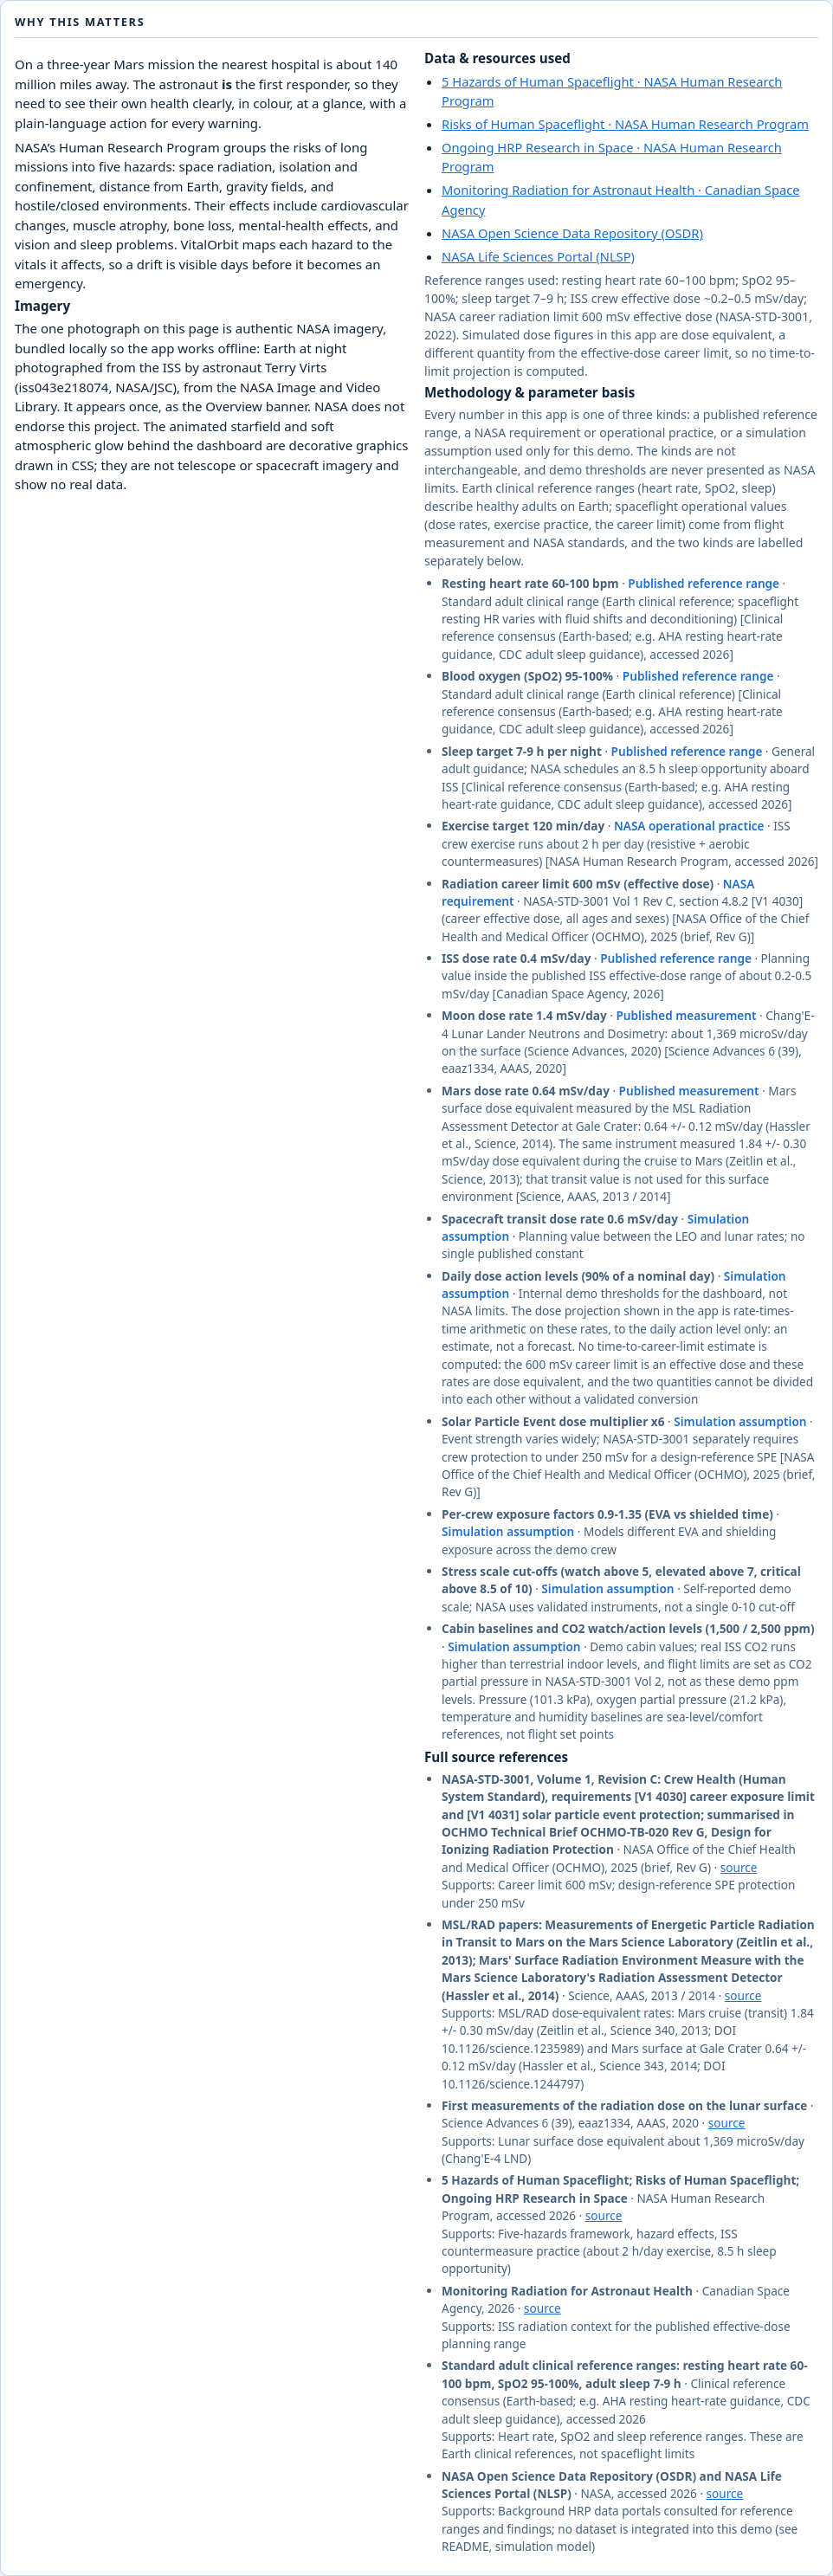 WHY THIS MATTERS
On a three-year Mars mission the nearest hospital is about 140
million miles away. The astronaut is the first responder, so they
need to see their own health clearly, in colour, at a glance, with a
plain-language action for every warning.
NASA’s Human Research Program groups the risks of long
missions into five hazards: space radiation, isolation and
confinement, distance from Earth, gravity fields, and
hostile/closed environments. Their effects include cardiovascular
changes, muscle atrophy, bone loss, mental-health effects, and
vision and sleep problems. VitalOrbit maps each hazard to the
vitals it affects, so a drift is visible days before it becomes an
emergency.
Imagery
The one photograph on this page is authentic NASA imagery,
bundled locally so the app works offline: Earth at night
photographed from the ISS by astronaut Terry Virts
(iss043e218074, NASA/JSC), from the NASA Image and Video
Library. It appears once, as the Overview banner. NASA does not
endorse this project. The animated starfield and soft
atmospheric glow behind the dashboard are decorative graphics
drawn in CSS; they are not telescope or spacecraft imagery and
show no real data.
Data & resources used
• 5 Hazards of Human Spaceflight · NASA Human Research
Program
• Risks of Human Spaceflight · NASA Human Research Program
• Ongoing HRP Research in Space · NASA Human Research
Program
• Monitoring Radiation for Astronaut Health · Canadian Space
Agency
• NASA Open Science Data Repository (OSDR)
• NASA Life Sciences Portal (NLSP)
Reference ranges used: resting heart rate 60–100 bpm; SpO2 95–
100%; sleep target 7–9 h; ISS crew effective dose ~0.2–0.5 mSv/day;
NASA career radiation limit 600 mSv effective dose (NASA-STD-3001,
2022). Simulated dose figures in this app are dose equivalent, a
different quantity from the effective-dose career limit, so no time-to-
limit projection is computed.
Methodology & parameter basis
Every number in this app is one of three kinds: a published reference
range, a NASA requirement or operational practice, or a simulation
assumption used only for this demo. The kinds are not
interchangeable, and demo thresholds are never presented as NASA
limits. Earth clinical reference ranges (heart rate, SpO2, sleep)
describe healthy adults on Earth; spaceflight operational values
(dose rates, exercise practice, the career limit) come from flight
measurement and NASA standards, and the two kinds are labelled
separately below.
• Resting heart rate 60-100 bpm · Published reference range ·
Standard adult clinical range (Earth clinical reference; spaceflight
resting HR varies with fluid shifts and deconditioning) [Clinical
reference consensus (Earth-based; e.g. AHA resting heart-rate
guidance, CDC adult sleep guidance), accessed 2026]
• Blood oxygen (SpO2) 95-100% · Published reference range ·
Standard adult clinical range (Earth clinical reference) [Clinical
reference consensus (Earth-based; e.g. AHA resting heart-rate
guidance, CDC adult sleep guidance), accessed 2026]
• Sleep target 7-9 h per night · Published reference range · General
adult guidance; NASA schedules an 8.5 h sleep opportunity aboard
ISS [Clinical reference consensus (Earth-based; e.g. AHA resting
heart-rate guidance, CDC adult sleep guidance), accessed 2026]
• Exercise target 120 min/day · NASA operational practice · ISS
crew exercise runs about 2 h per day (resistive + aerobic
countermeasures) [NASA Human Research Program, accessed 2026]
• Radiation career limit 600 mSv (effective dose) · NASA
requirement · NASA-STD-3001 Vol 1 Rev C, section 4.8.2 [V1 4030]
(career effective dose, all ages and sexes) [NASA Office of the Chief
Health and Medical Officer (OCHMO), 2025 (brief, Rev G)]
• ISS dose rate 0.4 mSv/day · Published reference range · Planning
value inside the published ISS effective-dose range of about 0.2-0.5
mSv/day [Canadian Space Agency, 2026]
• Moon dose rate 1.4 mSv/day · Published measurement · Chang'E-
4 Lunar Lander Neutrons and Dosimetry: about 1,369 microSv/day
on the surface (Science Advances, 2020) [Science Advances 6 (39),
eaaz1334, AAAS, 2020]
• Mars dose rate 0.64 mSv/day · Published measurement · Mars
surface dose equivalent measured by the MSL Radiation
Assessment Detector at Gale Crater: 0.64 +/- 0.12 mSv/day (Hassler
et al., Science, 2014). The same instrument measured 1.84 +/- 0.30
mSv/day dose equivalent during the cruise to Mars (Zeitlin et al.,
Science, 2013); that transit value is not used for this surface
environment [Science, AAAS, 2013 / 2014]
• Spacecraft transit dose rate 0.6 mSv/day · Simulation
assumption · Planning value between the LEO and lunar rates; no
single published constant
• Daily dose action levels (90% of a nominal day) · Simulation
assumption · Internal demo thresholds for the dashboard, not
NASA limits. The dose projection shown in the app is rate-times-
time arithmetic on these rates, to the daily action level only: an
estimate, not a forecast. No time-to-career-limit estimate is
computed: the 600 mSv career limit is an effective dose and these
rates are dose equivalent, and the two quantities cannot be divided
into each other without a validated conversion
• Solar Particle Event dose multiplier x6 · Simulation assumption ·
Event strength varies widely; NASA-STD-3001 separately requires
crew protection to under 250 mSv for a design-reference SPE [NASA
Office of the Chief Health and Medical Officer (OCHMO), 2025 (brief,
Rev G)]
• Per-crew exposure factors 0.9-1.35 (EVA vs shielded time) ·
Simulation assumption · Models different EVA and shielding
exposure across the demo crew
• Stress scale cut-offs (watch above 5, elevated above 7, critical
above 8.5 of 10) · Simulation assumption · Self-reported demo
scale; NASA uses validated instruments, not a single 0-10 cut-off
• Cabin baselines and CO2 watch/action levels (1,500 / 2,500 ppm)
· Simulation assumption · Demo cabin values; real ISS CO2 runs
higher than terrestrial indoor levels, and flight limits are set as CO2
partial pressure in NASA-STD-3001 Vol 2, not as these demo ppm
levels. Pressure (101.3 kPa), oxygen partial pressure (21.2 kPa),
temperature and humidity baselines are sea-level/comfort
references, not flight set points
Full source references
• NASA-STD-3001, Volume 1, Revision C: Crew Health (Human
System Standard), requirements [V1 4030] career exposure limit
and [V1 4031] solar particle event protection; summarised in
OCHMO Technical Brief OCHMO-TB-020 Rev G, Design for
Ionizing Radiation Protection · NASA Office of the Chief Health
and Medical Officer (OCHMO), 2025 (brief, Rev G) · source
Supports: Career limit 600 mSv; design-reference SPE protection
under 250 mSv
• MSL/RAD papers: Measurements of Energetic Particle Radiation
in Transit to Mars on the Mars Science Laboratory (Zeitlin et al.,
2013); Mars' Surface Radiation Environment Measure with the
Mars Science Laboratory's Radiation Assessment Detector
(Hassler et al., 2014) · Science, AAAS, 2013 / 2014 · source
Supports: MSL/RAD dose-equivalent rates: Mars cruise (transit) 1.84
+/- 0.30 mSv/day (Zeitlin et al., Science 340, 2013; DOI
10.1126/science.1235989) and Mars surface at Gale Crater 0.64 +/-
0.12 mSv/day (Hassler et al., Science 343, 2014; DOI
10.1126/science.1244797)
• First measurements of the radiation dose on the lunar surface ·
Science Advances 6 (39), eaaz1334, AAAS, 2020 · source
Supports: Lunar surface dose equivalent about 1,369 microSv/day
(Chang'E-4 LND)
• 5 Hazards of Human Spaceflight; Risks of Human Spaceflight;
Ongoing HRP Research in Space · NASA Human Research
Program, accessed 2026 · source
Supports: Five-hazards framework, hazard effects, ISS
countermeasure practice (about 2 h/day exercise, 8.5 h sleep
opportunity)
• Monitoring Radiation for Astronaut Health · Canadian Space
Agency, 2026 · source
Supports: ISS radiation context for the published effective-dose
planning range
• Standard adult clinical reference ranges: resting heart rate 60-
100 bpm, SpO2 95-100%, adult sleep 7-9 h · Clinical reference
consensus (Earth-based; e.g. AHA resting heart-rate guidance, CDC
adult sleep guidance), accessed 2026
Supports: Heart rate, SpO2 and sleep reference ranges. These are
Earth clinical references, not spaceflight limits
• NASA Open Science Data Repository (OSDR) and NASA Life
Sciences Portal (NLSP) · NASA, accessed 2026 · source
Supports: Background HRP data portals consulted for reference
ranges and findings; no dataset is integrated into this demo (see
README, simulation model)